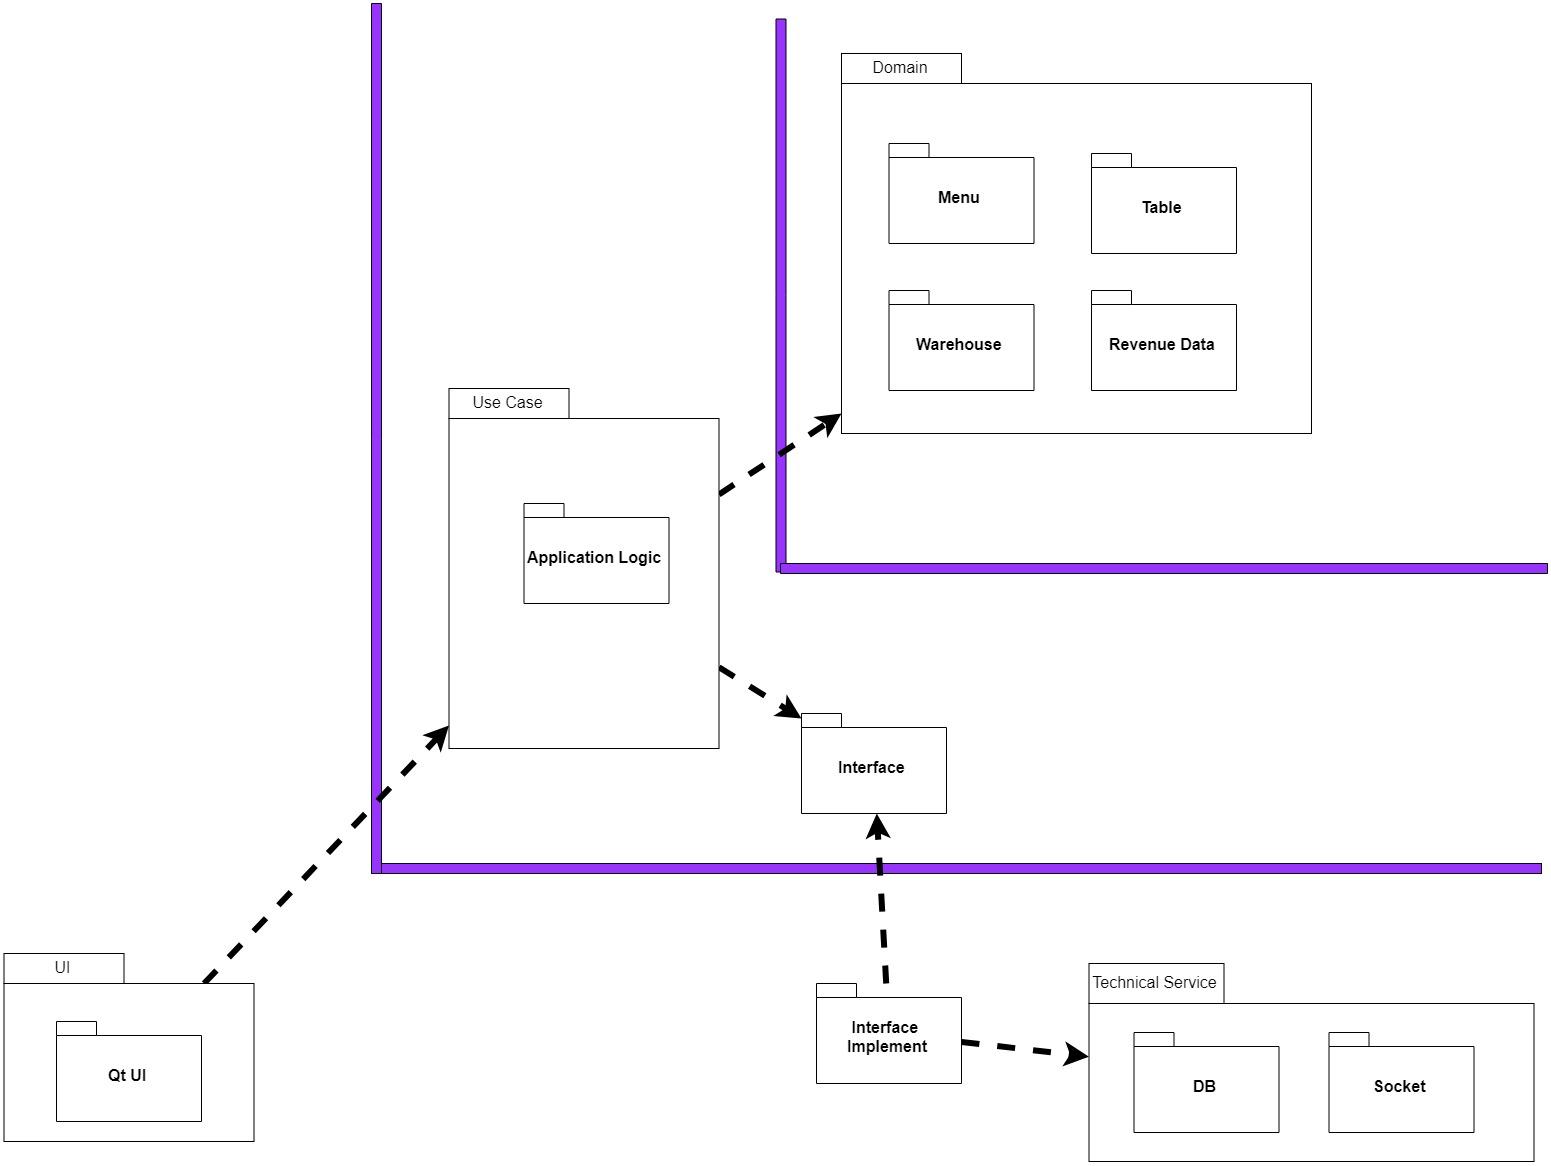 Domain
Menu
Table
Warehouse
Revenue Data
Use Case
Application Logic
Interface
UI
Qt UI
Interface
Implement
Technical Service
DB
Socket